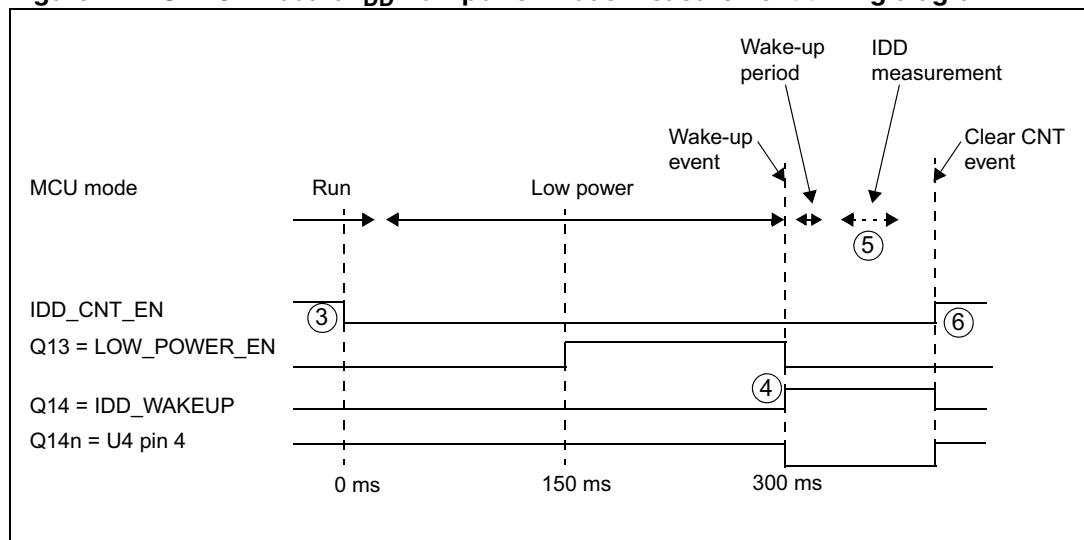 Wake-up period
IDD measurement
Wake-up event
Clear CNT event
MCU mode
Run
Low power
5
IDD_CNT_EN
3
6
Q13 = LOW_POWER_EN
4
Q14 = IDD_WAKEUP
Q14n = U4 pin 4
0 ms
150 ms
300 ms